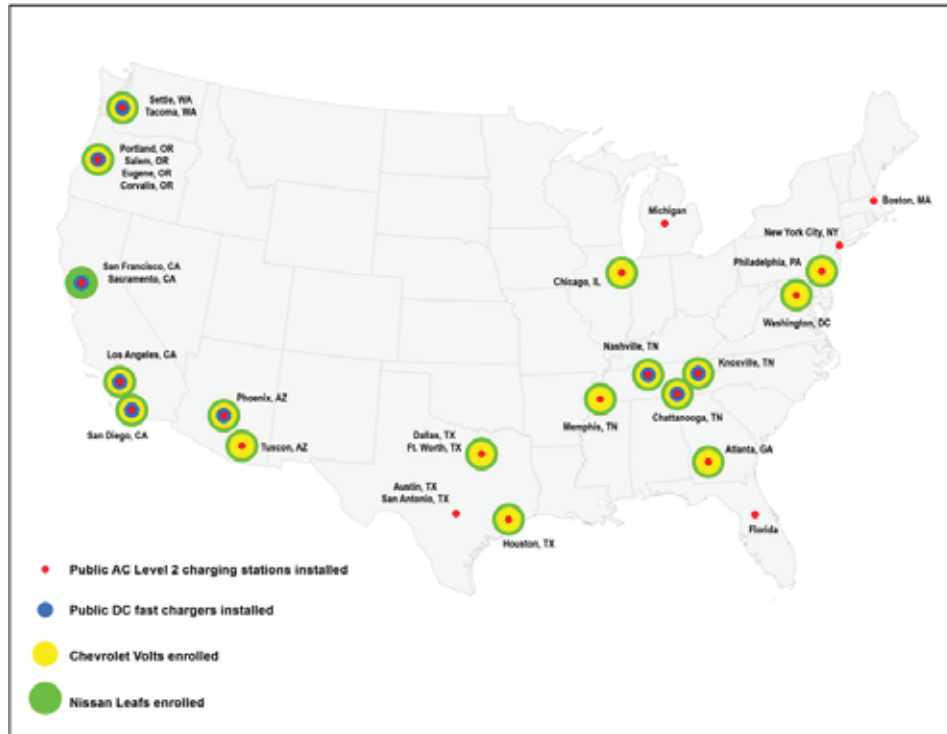 Settle, WA
Tacoma, WA
Portland, OR
Salem, OR
Eugene, OR
Corvalis, OR
San Francisco, CA
Sacramento, CA
Los Angeles, CA
San Diego, CA
Phoenix, AZ
Tuscon, AZ
Dallas, TX
Ft. Worth, TX
Austin, TX
San Antonio, TX
Houston, TX
Michigan
Chicago, IL
Boston, MA
New York City, NY
Philadelphia, PA
Washington, DC
Nashville, TN
Knosville, TN
Memphis, TN
Chattanooga, TN
Atlanta, GA
Florida
Public AC Level 2 charging stations installed
Public DC fast chargers installed
Chevrolet Volts enrolled
Nissan Leafs enrolled